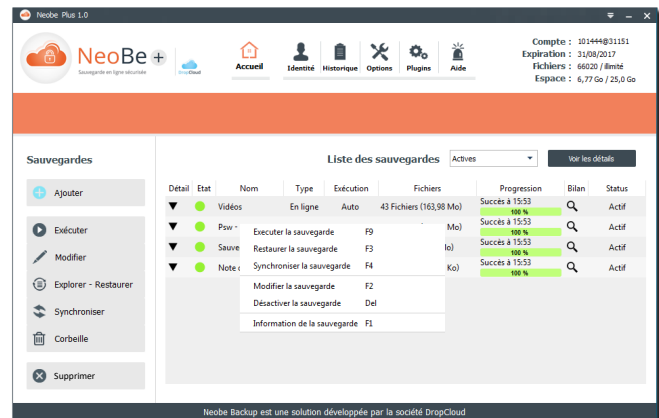 Neobe Plus 1.0
NeoBe +
Sauvegarde en ligne sécurisée
DropCloud
Accueil
Identité
Historique
Options
Plugins
Aide
Compte : 101444@31151
Expiration : 31/08/2017
Fichiers : 66020 / illimité
Espace : 6,77 Go / 25,0 Go
Sauvegardes
Liste des sauvegardes
Actives
Voir les détails
Ajouter
Exécuter
Modifier
Explorer - Restaurer
Synchroniser
Corbeille
Supprimer
Détail Etat Nom Type Exécution Fichiers Progression Bilan Status
Vidéos En ligne Auto 43 Fichiers (163,98 Mo) Succès à 15:53 100 % Actif
Psw - Mo) Succès à 15:53 100 % Actif
Sauve lo) Succès à 15:53 100 % Actif
Note Ko) Succès à 15:53 100 % Actif
Executer la sauvegarde F9
Restaurer la sauvegarde F3
Synchroniser la sauvegarde F4
Modifier la sauvegarde F2
Désactiver la sauvegarde Del
Information de la sauvegarde F1
Neobe Backup est une solution développée par la société DropCloud